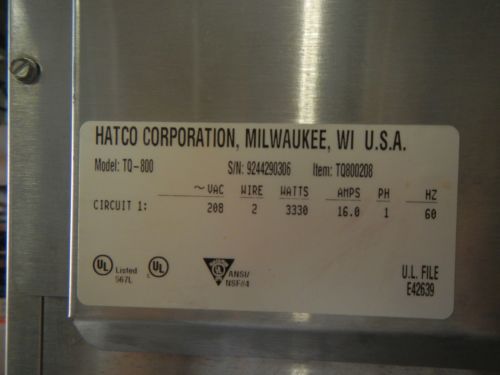 HATCO CORPORATION, MILWAUKEE, WI U.S.A.
Model: TQ-800 S/N: 9244290306 Item: TQ800208
~VAC WIRE WATTS AMPS PH HZ
CIRCUIT 1: 208 2 3330 16.0 1 60
UL Listed 567L UL ANSI/ NSF#4
U.L. FILE
E42639